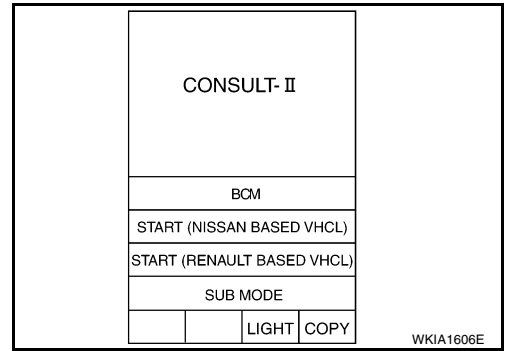 CONSULT-Ⅱ
BCM
START (NISSAN BASED VHCL)
START (RENAULT BASED VHCL)
SUB MODE
LIGHT COPY
WKIA1606E